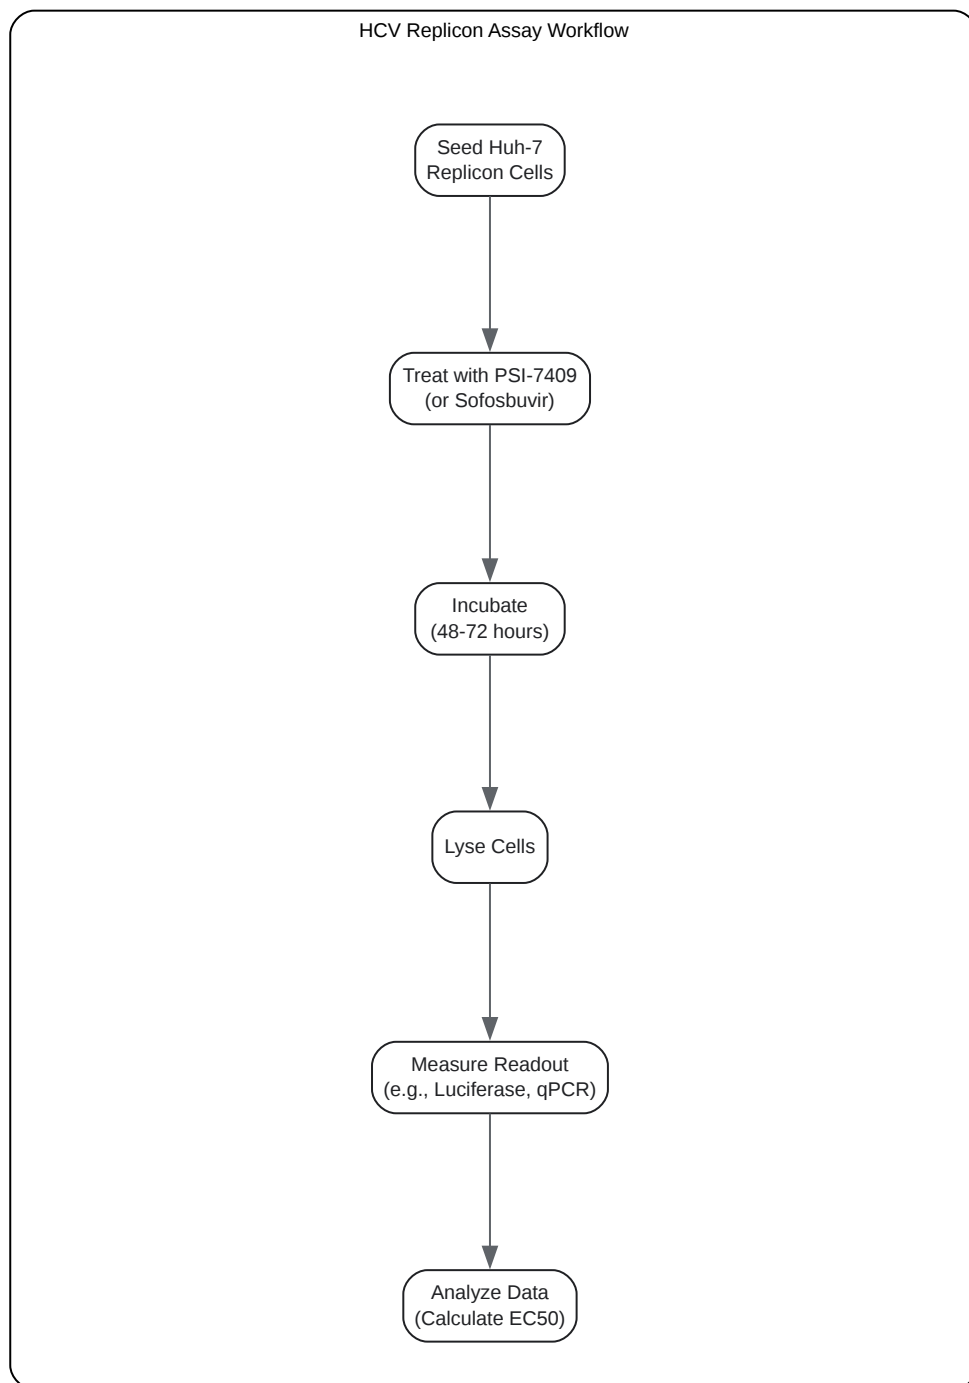 HCV Replicon Assay Workflow
Seed Huh-7
Replicon Cells
Treat with PSI-7409
(or Sofosbuvir)
Incubate
(48-72 hours)
Lyse Cells
Measure Readout
(e.g., Luciferase, qPCR)
Analyze Data
(Calculate EC50)